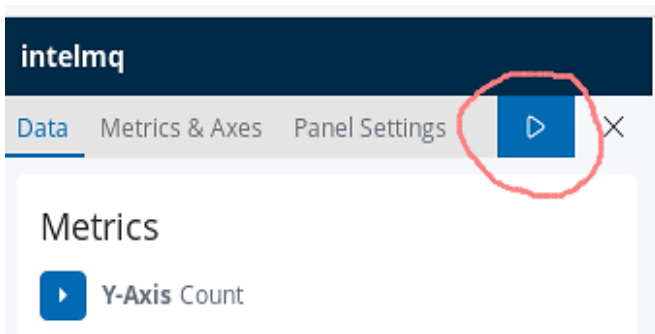 intelmq
Data Metrics & Axes Panel Settings
Metrics
Y-Axis Count